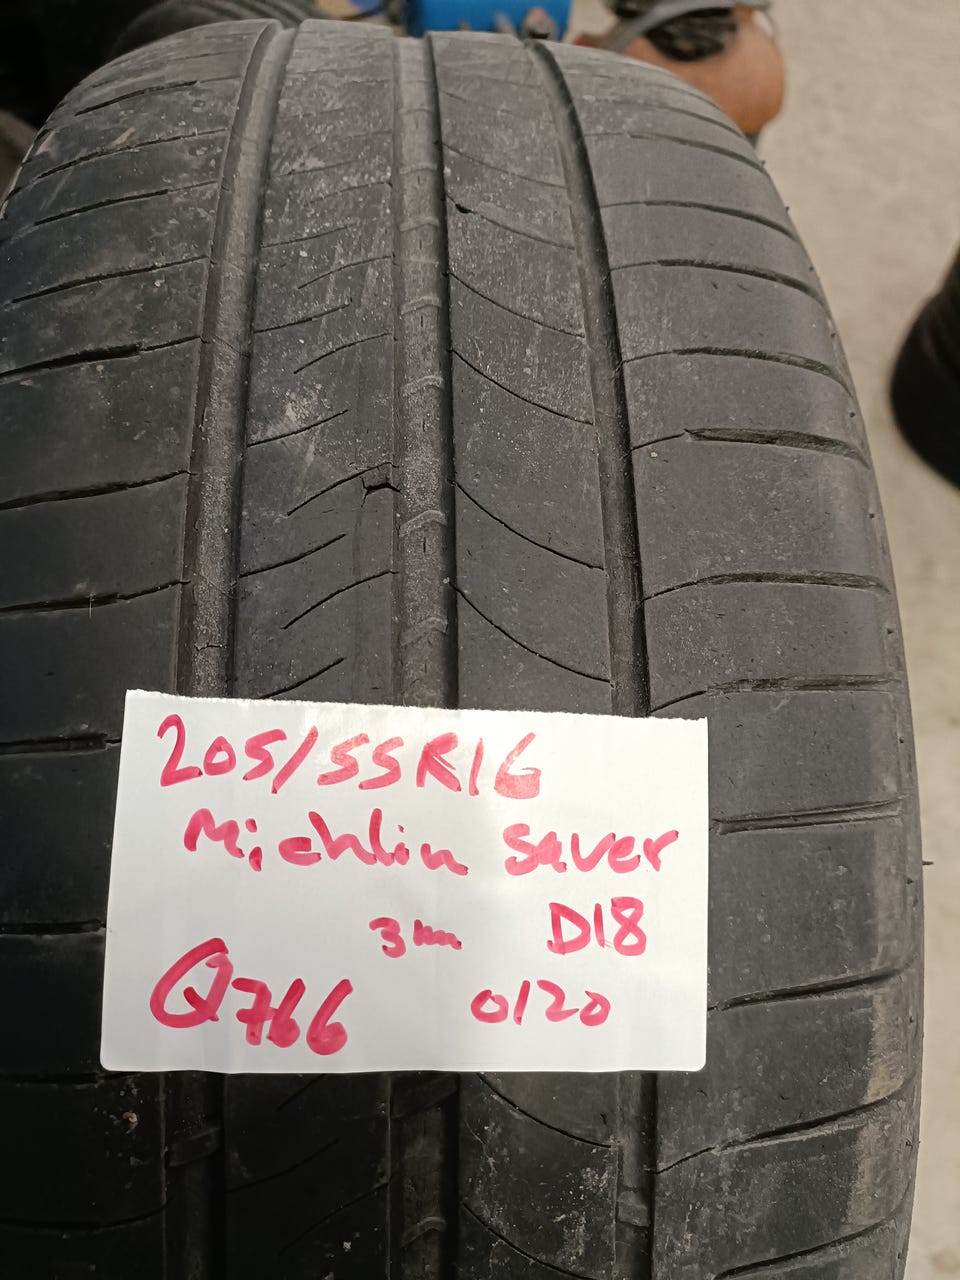 205/55R16
Michlin Saver
3mm D18
Q766 0120